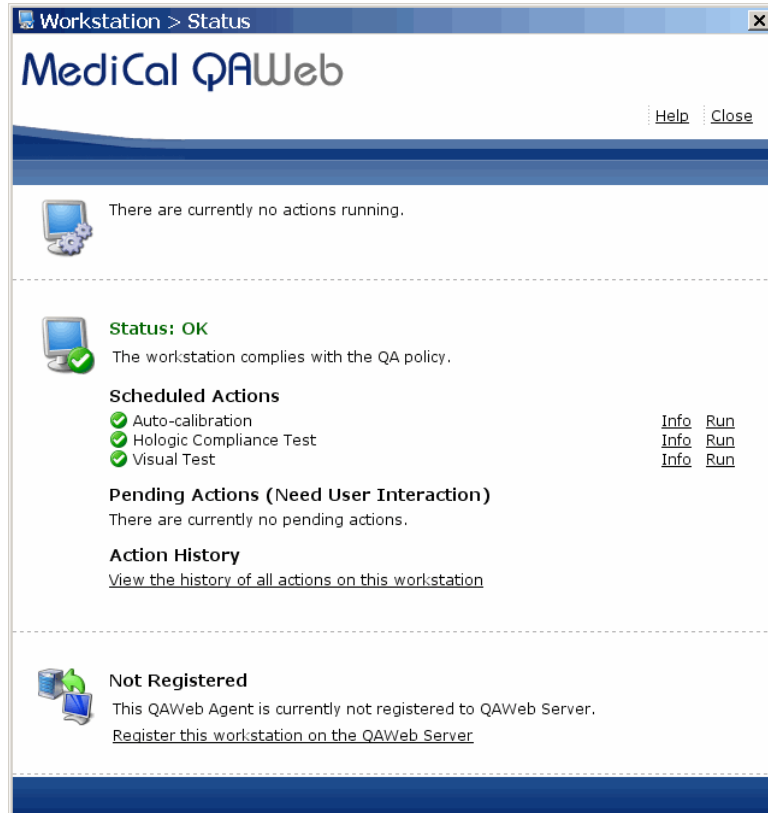 Workstation > Status
MediCal QAWeb
Help Close
There are currently no actions running.
Status: OK
The workstation complies with the QA policy.
Scheduled Actions
Auto-calibration Info Run
Hologic Compliance Test Info Run
Visual Test Info Run
Pending Actions (Need User Interaction)
There are currently no pending actions.
Action History
View the history of all actions on this workstation
Not Registered
This QAWeb Agent is currently not registered to QAWeb Server.
Register this workstation on the QAWeb Server